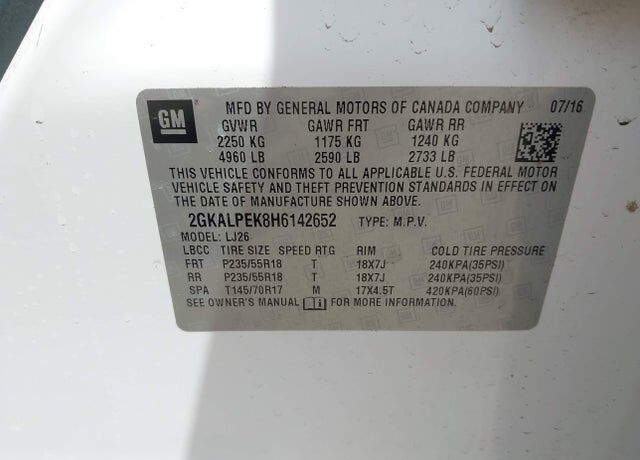 GM
MFD BY GENERAL MOTORS OF CANADA COMPANY 07/16
GVWR GAWR FRT GAWR RR
2250 KG 1175 KG 1240 KG
4960 LB 2590 LB 2733 LB
THIS VEHICLE CONFORMS TO ALL APPLICABLE U.S. FEDERAL MOTOR
VEHICLE SAFETY AND THEFT PREVENTION STANDARDS IN EFFECT ON
THE DATE OF MANUFACTURE SHOWN ABOVE.
2GKALPEK8H6142652 TYPE: M.P.V.
MODEL: LJ26
LBCC TIRE SIZE SPEED RTG RIM COLD TIRE PRESSURE
FRT P235/55R18 T 18X7J 240KPA(35PSI)
RR P235/55R18 T 18X7J 240KPA(35PSI)
SPA T145/70R17 M 17X4.5T 420KPA(60PSI)
SEE OWNER'S MANUAL FOR MORE INFORMATION.